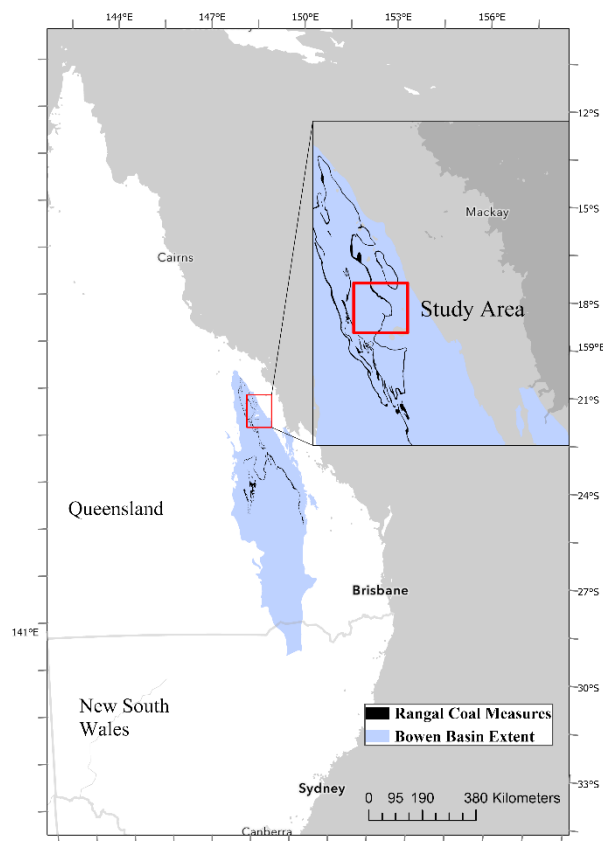 144°E 147°E 150°E 153°E 156°E
12°S
15°S
Mackay
Cairns
18°S
Study Area
159°E
21°S
24°S
Queensland
Brisbane
27°S
141°E
30°S
New South
Wales
Rangal Coal Measures
Bowen Basin Extent
Sydney
33°S
0 95 190 380 Kilometers
Canberra